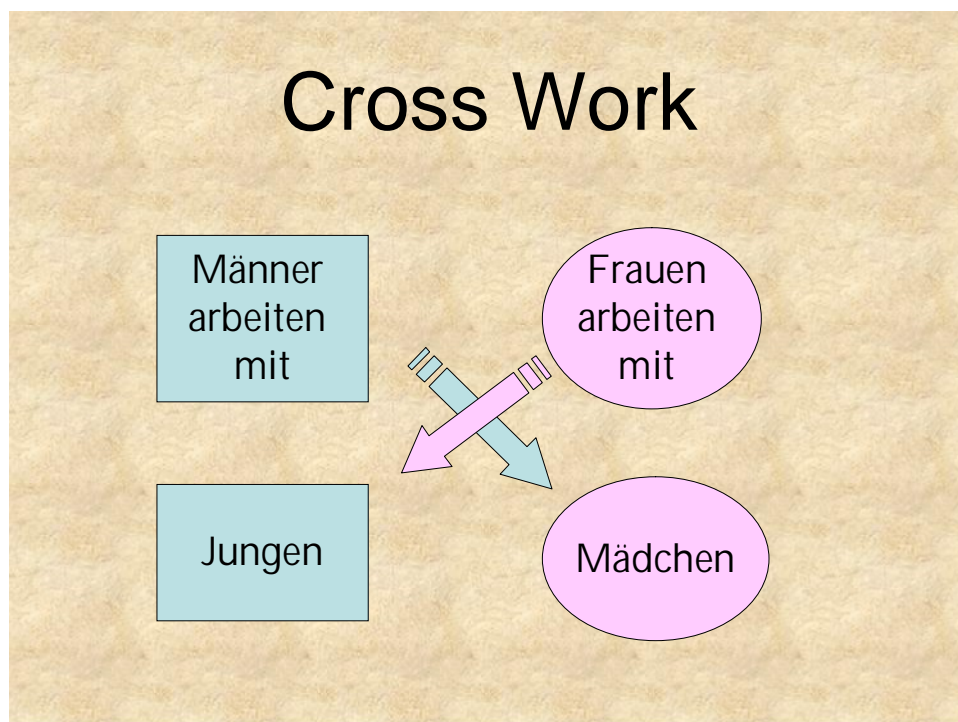 Cross Work
Männer
arbeiten
mit
Frauen
arbeiten
mit
Jungen
Mädchen